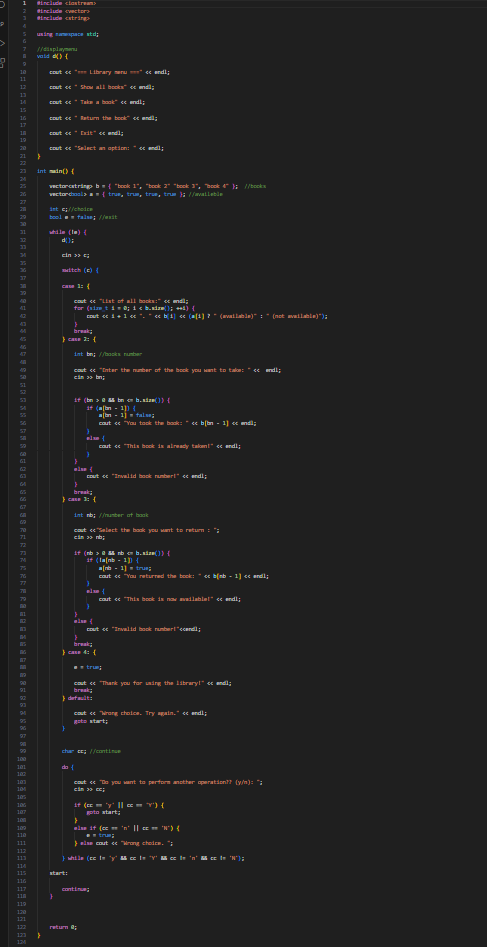 #include <iostream>
#include <vector>
#include <string>
using namespace std;
//displaymenu
void d() {
cout << "=== Library menu ===" << endl;
cout << " Show all books" << endl;
cout << " Take a book" << endl;
cout << " Return the book" << endl;
cout << " Exit" << endl;
cout << "Select an option: " << endl;
}
int main() {
vector<string> b = { "book 1", "book 2" "book 3", "book 4" }; //books
vector<bool> a = { true, true, true, true }; //available
int c;//choice
bool e = false; //exit
while (!e) {
d();
cin >> c;
switch (c) {
case 1: {
cout << "List of all books:" << endl;
for (size_t i = 0; i < b.size(); ++i) {
cout << i + 1 << ". " << b[i] << (a[i] ? " (available)" : " (not available)");
}
break;
} case 2: {
int bn; //books number
cout << "Enter the number of the book you want to take: " << endl;
cin >> bn;
if (bn > 0 && bn <= b.size()) {
if (a[bn - 1]) {
a[bn - 1] = false;
cout << "You took the book: " << b[bn - 1] << endl;
}
else {
cout << "This book is already taken!" << endl;
}
}
else {
cout << "Invalid book number!" << endl;
}
break;
} case 3: {
int nb; //number of book
cout <<"Select the book you want to return : ";
cin >> nb;
if (nb > 0 && nb <= b.size()) {
if (!a[nb - 1]) {
a[nb - 1] = true;
cout << "You returned the book: " << b[nb - 1] << endl;
}
else {
cout << "This book is now available!" << endl;
}
}
else {
cout << "Invalid book number!"<<endl;
}
break;
} case 4: {
e = true;
cout << "Thank you for using the library!" << endl;
break;
} default:
cout << "Wrong choice. Try again." << endl;
goto start;
}
char cc; //continue
do {
cout << "Do you want to perform another operation?? (y/n): ";
cin >> cc;
if (cc == 'y' || cc == 'Y') {
goto start;
}
else if (cc == 'n' || cc == 'N') {
e = true;
} else cout << "Wrong choice. ";
} while (cc != 'y' && cc != 'Y' && cc != 'n' && cc != 'N');
start:
continue;
}
return 0;
}